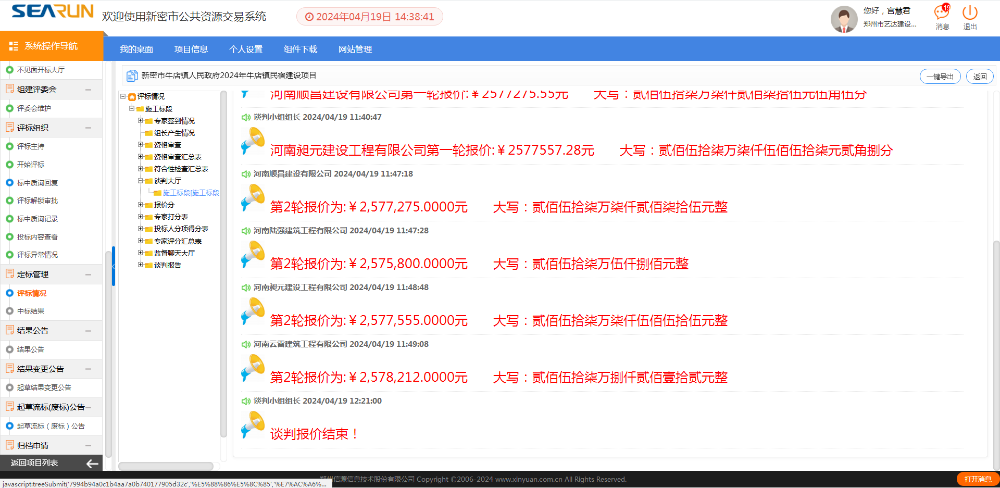 SEARUN 欢迎使用新密市公共资源交易系统
2024年04月19日 14:38:41
您好，宫慧君
郑州市艺达建设...
19
消息
退出
系统操作导航
我的桌面 项目信息 个人设置 组件下载 网站管理
不见面开标大厅
组建评委会
评委会维护
评标组织
评标主持
开始评标
标中质询回复
评标解锁审批
标中质询记录
投标内容查看
评标异常情况
定标管理
评标情况
中标结果
结果公告
结果公告
结果变更公告
起草结果变更公告
起草流标(废标)公告
起草流标（废标）公告
归档申请
返回项目列表
新密市牛店镇人民政府2024年牛店镇民宿建设项目
一键导出 返回
评标情况
施工标段
专家签到情况
组长产生情况
资格审查
资格审查汇总表
符合性检查汇总表
谈判大厅
施工标段[施工标段
报价分
专家打分表
投标人分项得分表
专家评分汇总表
监督聊天大厅
谈判报告
河南顺昌建设有限公司第一轮报价:￥2577275.55元 大写：贰佰伍拾柒万柒仟贰佰柒拾伍元伍角伍分
谈判小组组长 2024/04/19 11:40:47
河南昶元建设工程有限公司第一轮报价:￥2577557.28元 大写：贰佰伍拾柒万柒仟伍佰伍拾柒元贰角捌分
河南顺昌建设有限公司 2024/04/19 11:47:18
第2轮报价为:￥2,577,275.0000元 大写：贰佰伍拾柒万柒仟贰佰柒拾伍元整
河南陆强建筑工程有限公司 2024/04/19 11:47:28
第2轮报价为:￥2,575,800.0000元 大写：贰佰伍拾柒万伍仟捌佰元整
河南昶元建设工程有限公司 2024/04/19 11:48:48
第2轮报价为:￥2,577,555.0000元 大写：贰佰伍拾柒万柒仟伍佰伍拾伍元整
河南云雷建筑工程有限公司 2024/04/19 11:49:08
第2轮报价为:￥2,578,212.0000元 大写：贰佰伍拾柒万捌仟贰佰壹拾贰元整
谈判小组组长 2024/04/19 12:21:00
谈判报价结束！
郑州信源信息技术股份有限公司 Copyright ©2006-2024 www.xinyuan.com.cn All Rights Reserved.
打开消息
javascript:treeSubmit('7994b94a0c1b4aa7a0b740177905d32c','%E5%88%86%E5%8C%85','%E7%AC%A6%...